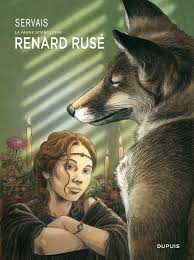 SERVAIS
LA FAUNE SYMBOLIQUE
RENARD RUSÉ
DUPUIS